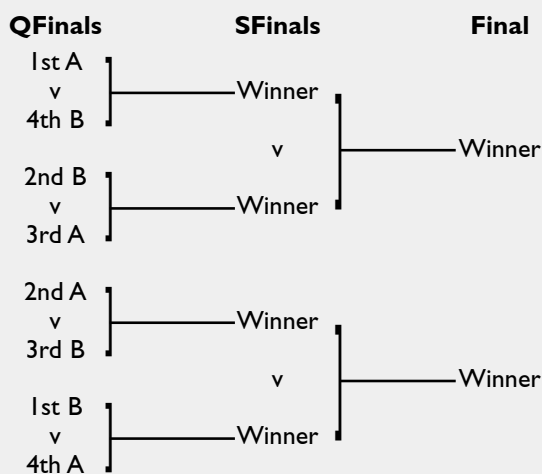 QFinals SFinals Final
1st A
v
4th B
Winner
2nd B
v
3rd A
Winner
v
Winner
2nd A
v
3rd B
Winner
1st B
v
4th A
Winner
v
Winner